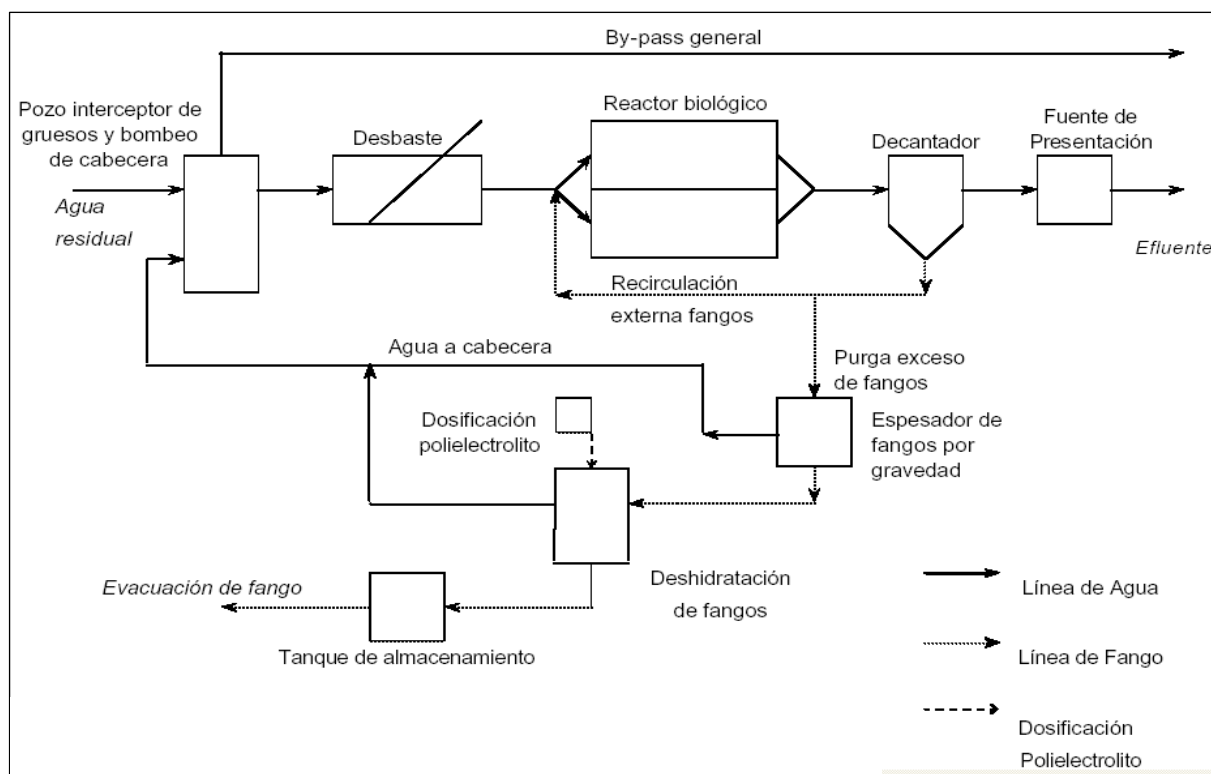 By-pass general
Pozo interceptor de
gruesos y bombeo
de cabecera
Desbaste
Reactor biológico
Decantador
Fuente de
Presentación
Agua
residual
Efluente
Recirculación
externa fangos
Agua a cabecera
Purga exceso
de fangos
Dosificación
polielectrolito
Espesador de
fangos por
gravedad
Evacuación de fango
Deshidratación
de fangos
Tanque de almacenamiento
Línea de Agua
Línea de Fango
Dosificación
Polielectrolito